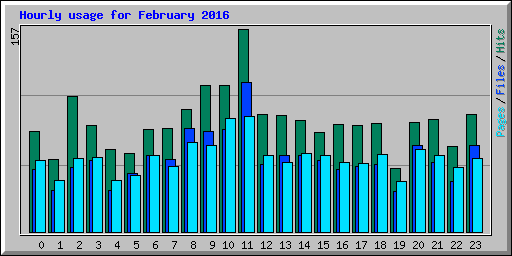 Hourly usage for February 2016
157
Pages/Files/Hits
0 1 2 3 4 5 6 7 8 9 10 11 12 13 14 15 16 17 18 19 20 21 22 23